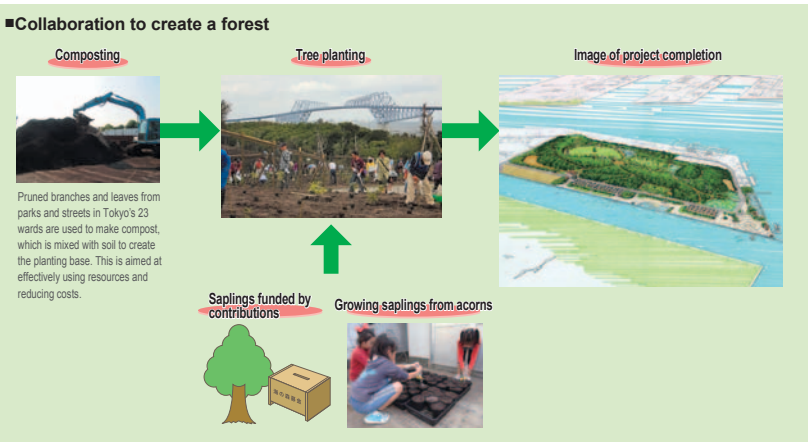 ■Collaboration to create a forest
Composting
Tree planting
Image of project completion
Pruned branches and leaves from
parks and streets in Tokyo's 23
wards are used to make compost,
which is mixed with soil to create
the planting base. This is aimed at
effectively using resources and
reducing costs.
Saplings funded by
contributions
Growing saplings from acorns